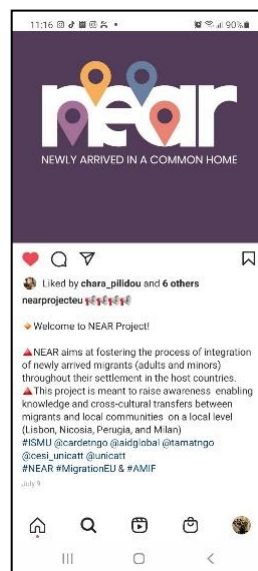 11:16
90%
near
NEWLY ARRIVED IN A COMMON HOME
Liked by chara_pilidou and 6 others
nearprojecteu
Welcome to NEAR Project!
NEAR aims at fostering the process of integration
of newly arrived migrants (adults and minors)
throughout their settlement in the host countries.
This project is meant to raise awareness enabling
knowledge and cross-cultural transfers between
migrants and local communities on a local level
(Lisbon, Nicosia, Perugia, and Milan)
#ISMU @cardetngo @aidglobal @tamatngo
@cesi_unicatt @unicatt
#NEAR #MigrationEU & #AMIF
July 9